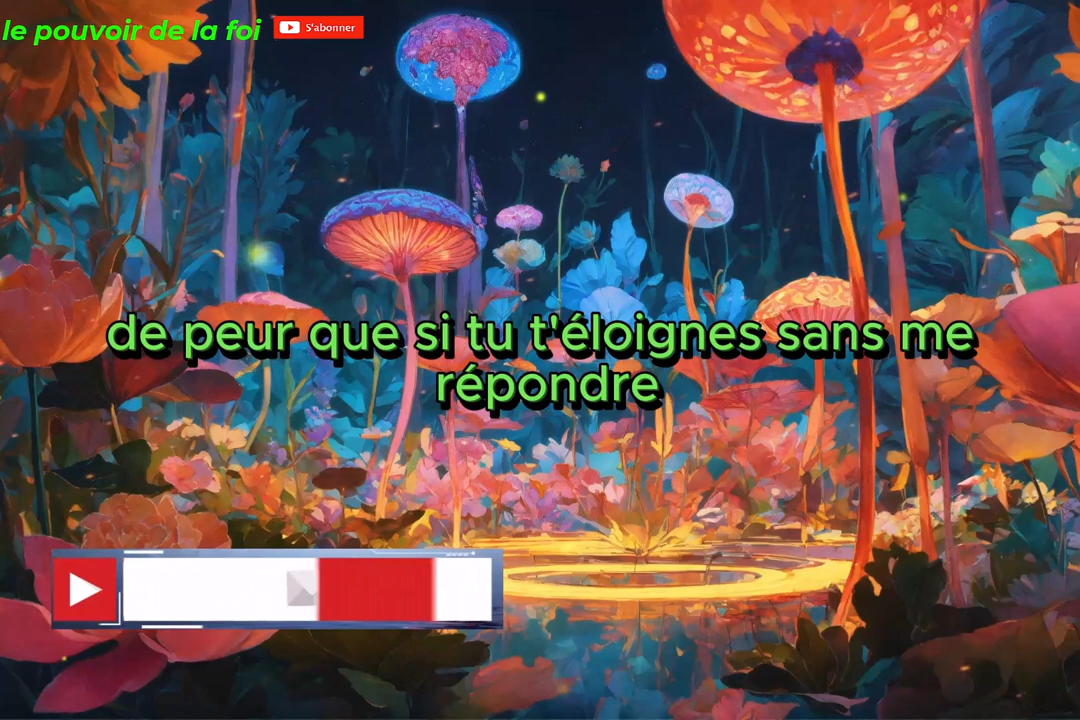 le pouvoir de la foi
S'abonner
de peur que si tu t'éloignes sans me
répondre